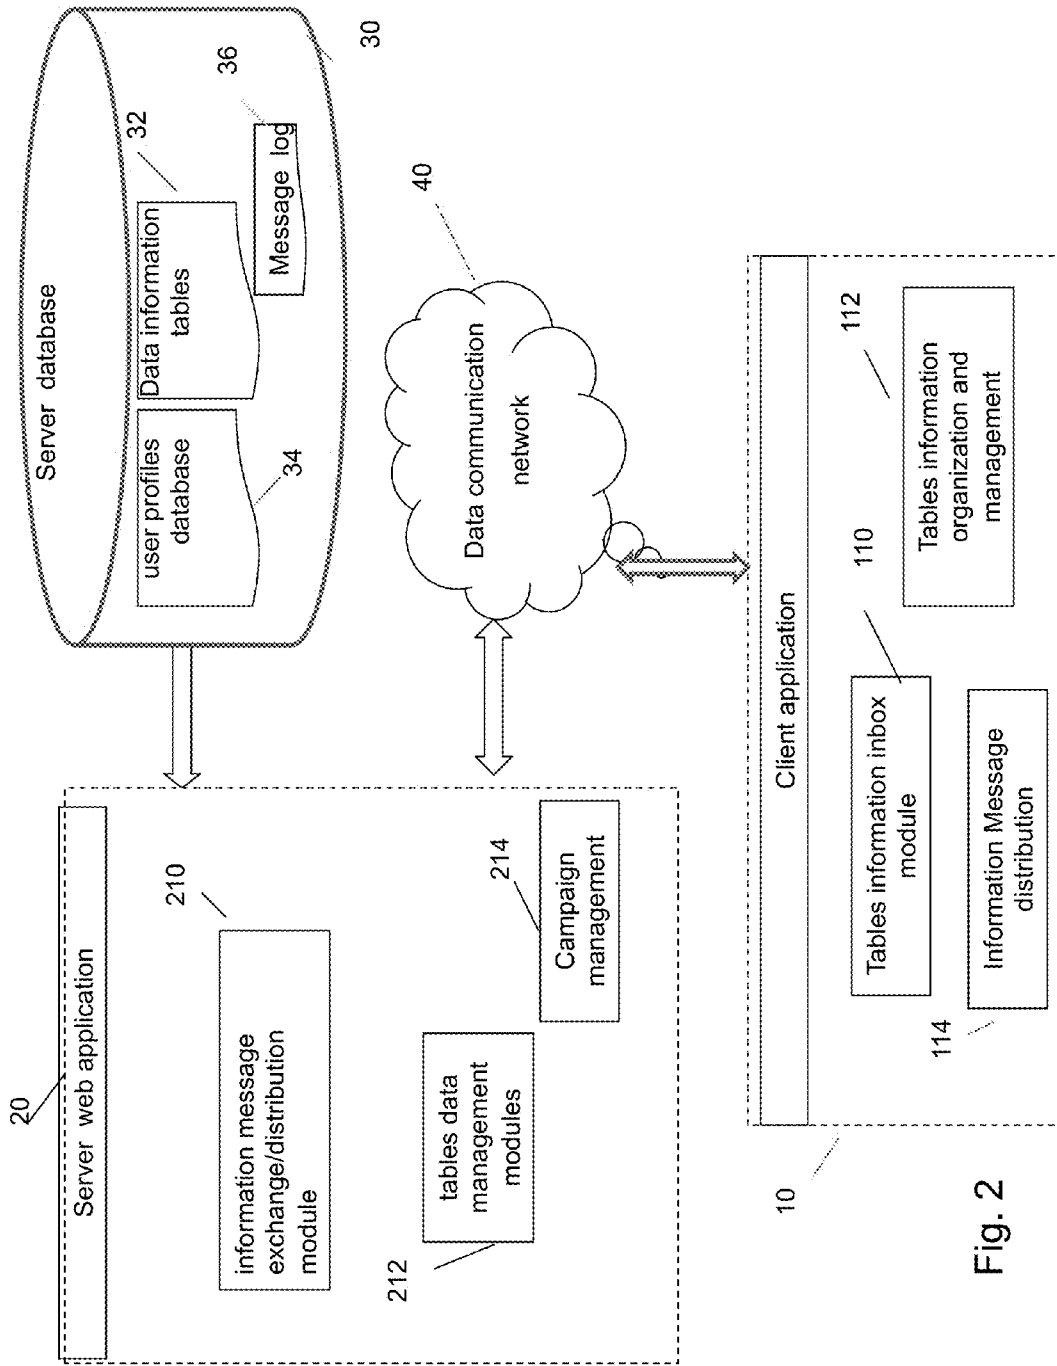 20
Server web application
210
information message
exchange/distribution
module
212
tables data
management
modules
214
Campaign
management
Server database
30
32
Data information
tables
34
user profiles
database
36
Message log
40
Data communication
network
10
Client application
110
Tables information inbox
module
112
Tables information
organization and
management
114
Information Message
distribution
Fig. 2